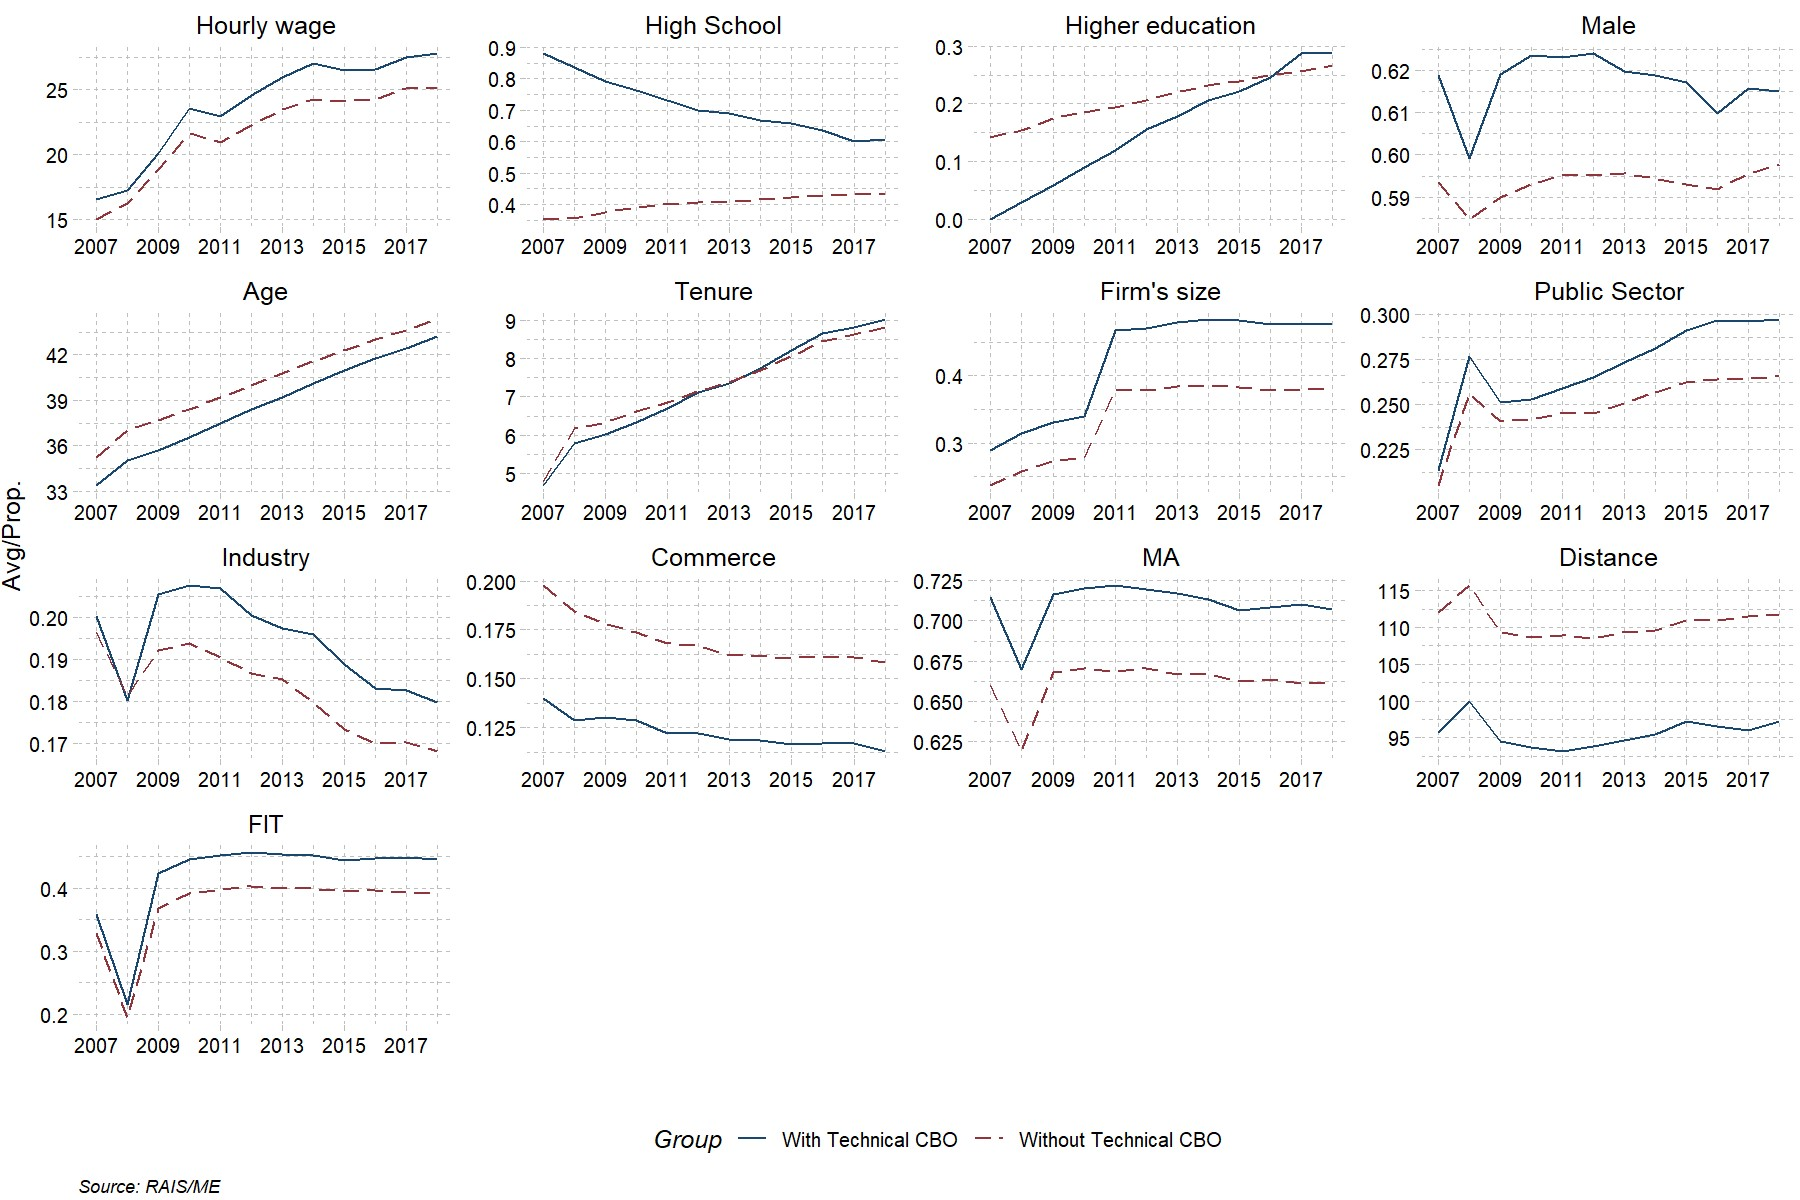 Hourly wage
High School
Higher education
Male
25
20
15
0.9
0.8
0.7
0.6
0.5
0.4
0.3
0.2
0.1
0.0
0.62
0.61
0.60
0.59
2007 2009 2011 2013 2015 2017
2007 2009 2011 2013 2015 2017
2007 2009 2011 2013 2015 2017
2007 2009 2011 2013 2015 2017
Age
Tenure
Firm's size
Public Sector
42
39
36
33
9
8
7
6
5
0.4
0.3
0.300
0.275
0.250
0.225
2007 2009 2011 2013 2015 2017
2007 2009 2011 2013 2015 2017
2007 2009 2011 2013 2015 2017
2007 2009 2011 2013 2015 2017
Avg/Prop.
Industry
Commerce
MA
Distance
0.20
0.19
0.18
0.17
0.200
0.175
0.150
0.125
0.725
0.700
0.675
0.650
0.625
115
110
105
100
95
2007 2009 2011 2013 2015 2017
2007 2009 2011 2013 2015 2017
2007 2009 2011 2013 2015 2017
2007 2009 2011 2013 2015 2017
FIT
0.4
0.3
0.2
2007 2009 2011 2013 2015 2017
Group With Technical CBO Without Technical CBO
Source: RAIS/ME